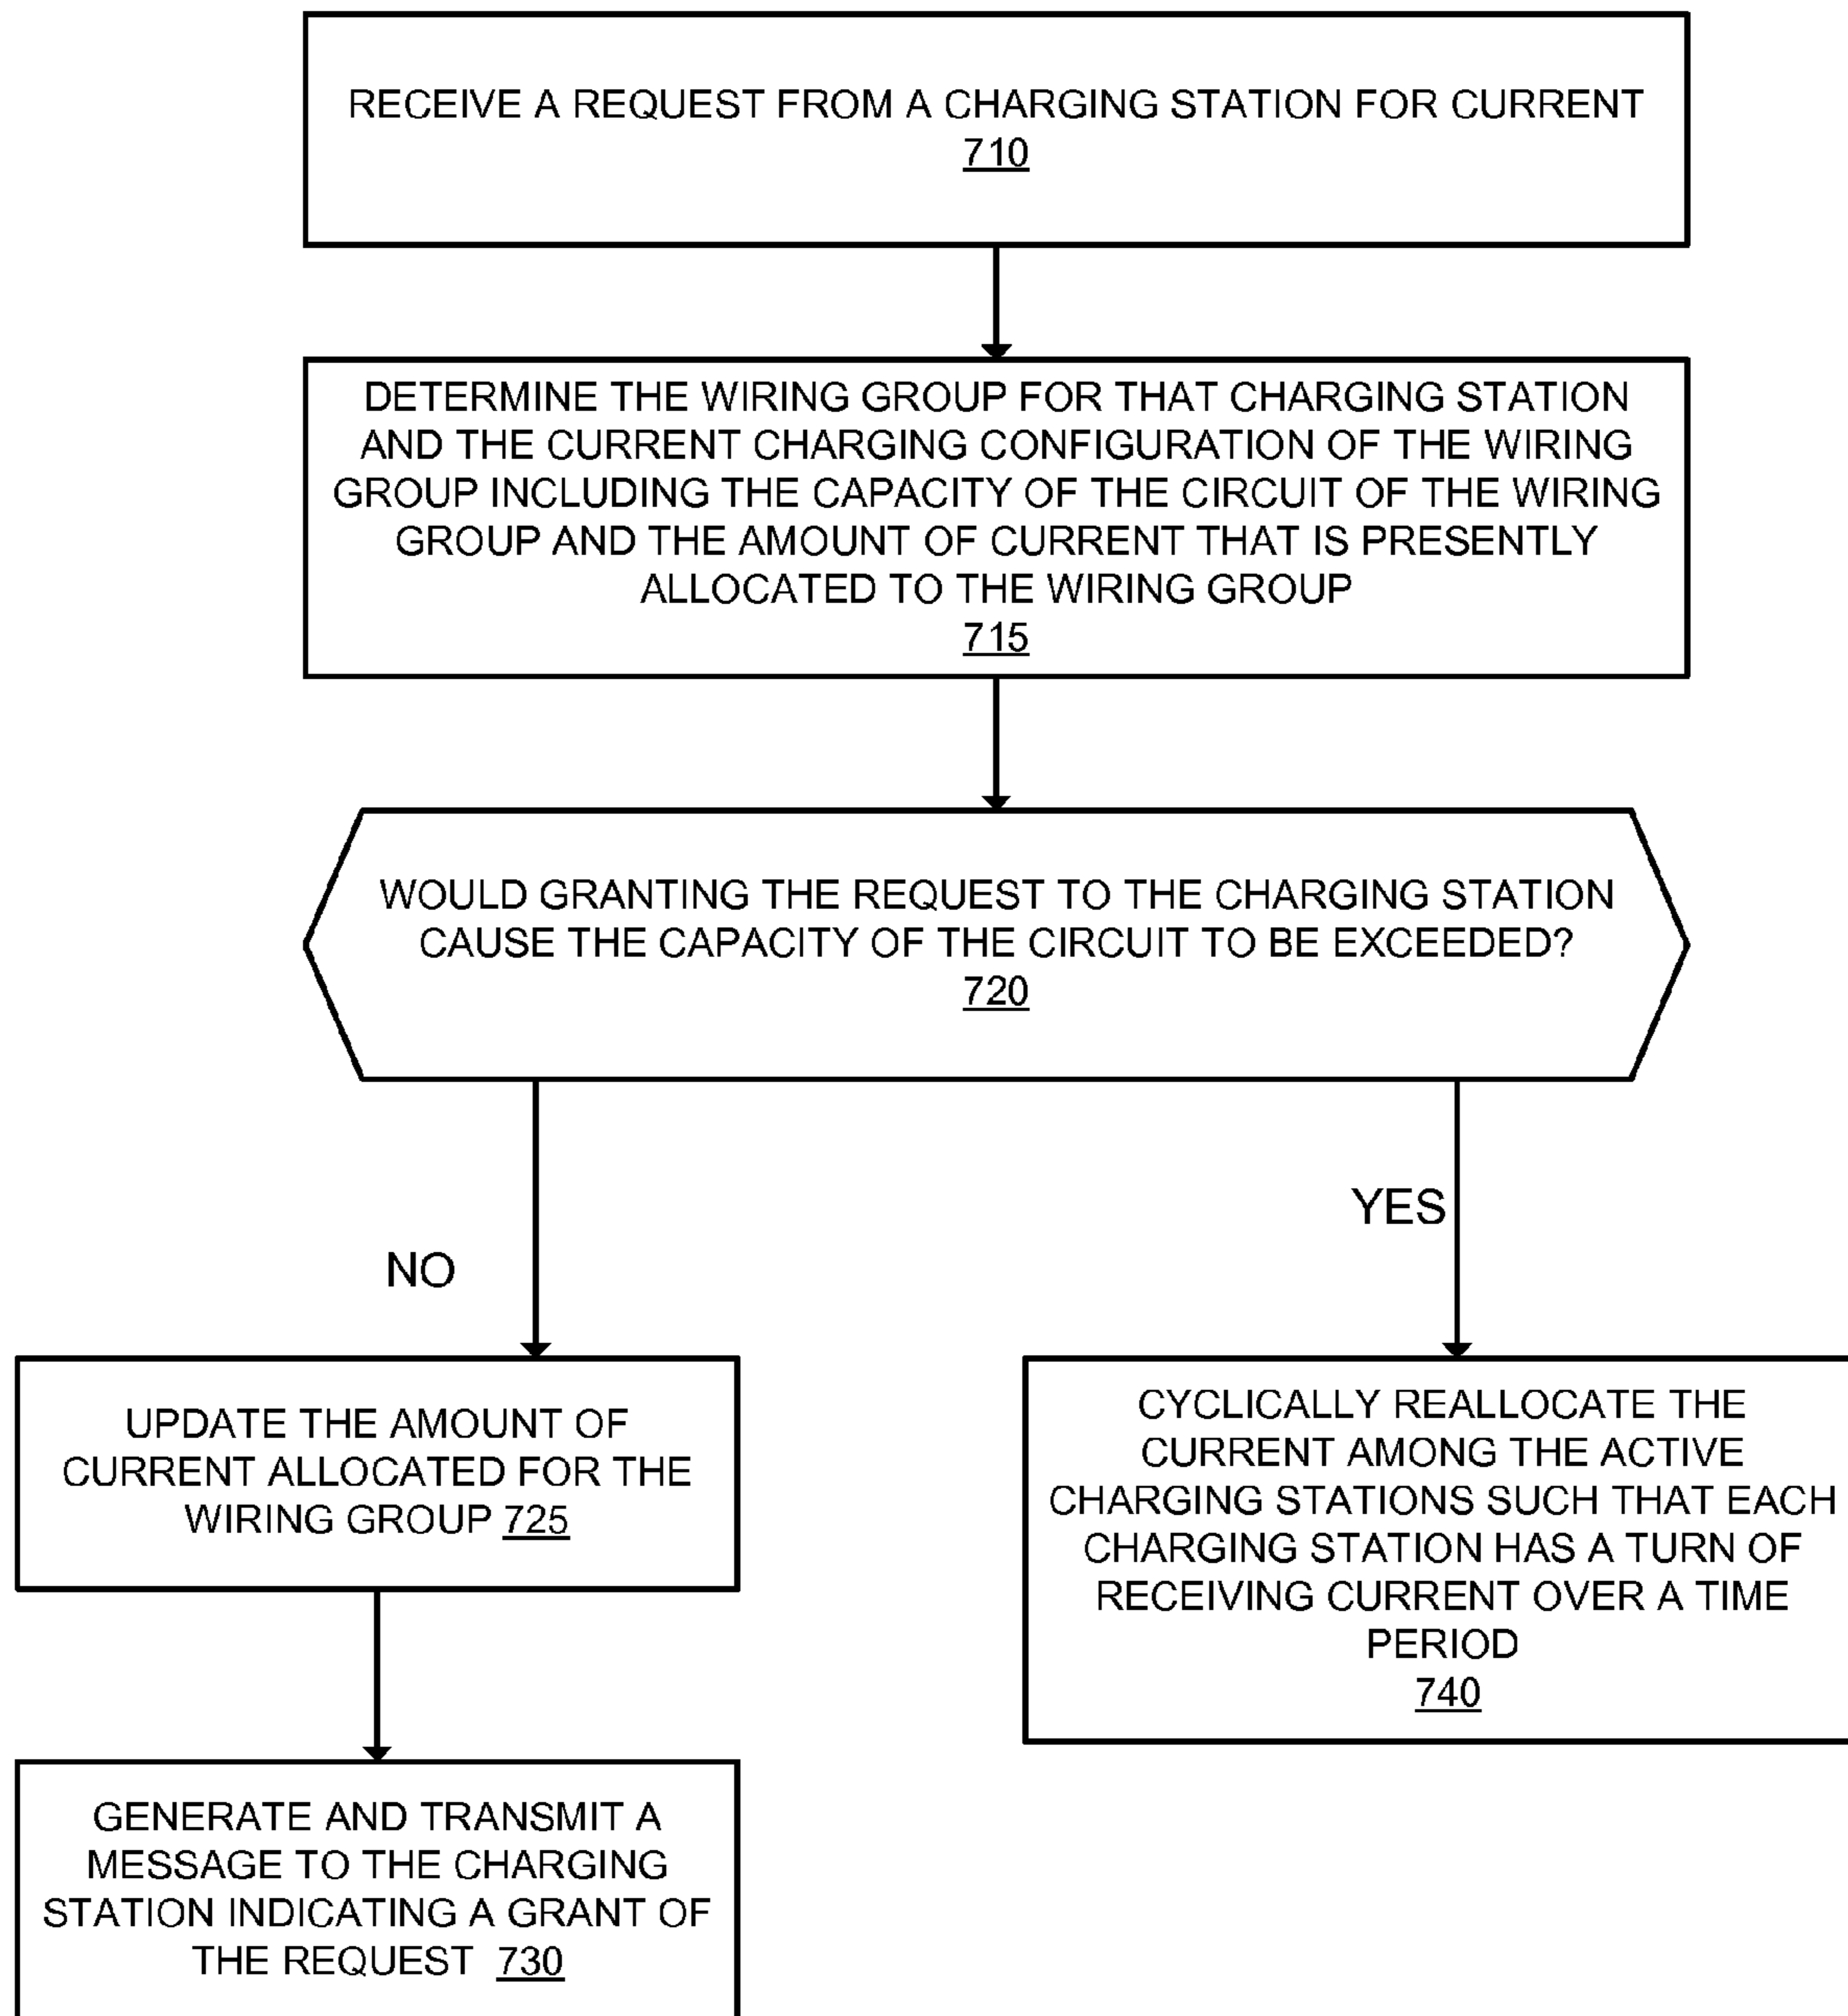 RECEIVE A REQUEST FROM A CHARGING STATION FOR CURRENT
710
DETERMINE THE WIRING GROUP FOR THAT CHARGING STATION
AND THE CURRENT CHARGING CONFIGURATION OF THE WIRING
GROUP INCLUDING THE CAPACITY OF THE CIRCUIT OF THE WIRING
GROUP AND THE AMOUNT OF CURRENT THAT IS PRESENTLY
ALLOCATED TO THE WIRING GROUP
715
WOULD GRANTING THE REQUEST TO THE CHARGING STATION
CAUSE THE CAPACITY OF THE CIRCUIT TO BE EXCEEDED?
720
NO
YES
UPDATE THE AMOUNT OF
CURRENT ALLOCATED FOR THE
WIRING GROUP 725
GENERATE AND TRANSMIT A
MESSAGE TO THE CHARGING
STATION INDICATING A GRANT OF
THE REQUEST 730
CYCLICALLY REALLOCATE THE
CURRENT AMONG THE ACTIVE
CHARGING STATIONS SUCH THAT EACH
CHARGING STATION HAS A TURN OF
RECEIVING CURRENT OVER A TIME
PERIOD
740